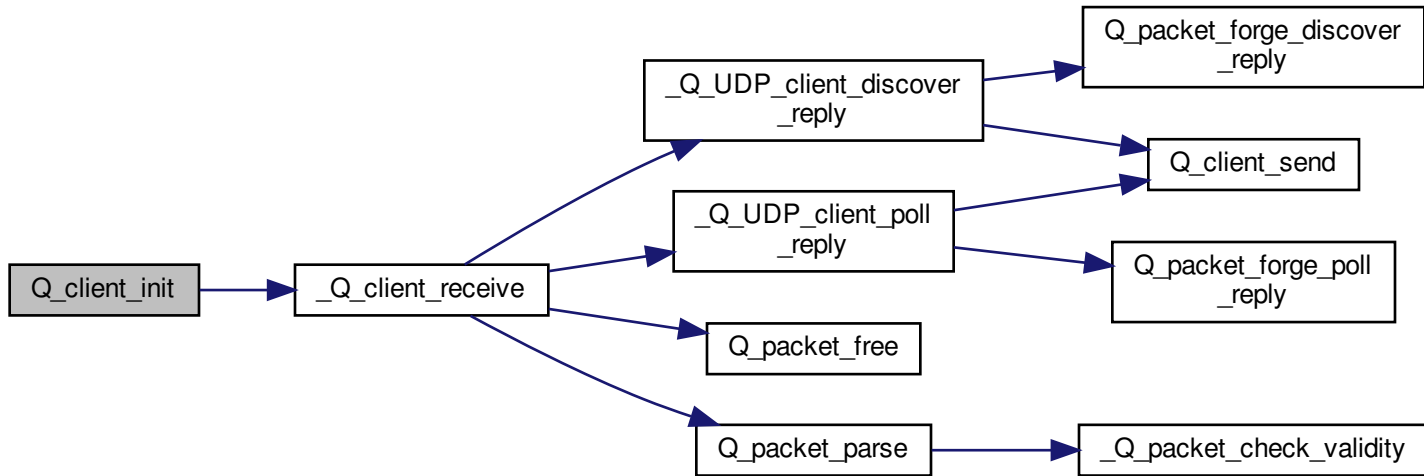 Q_client_init
_Q_client_receive
_Q_UDP_client_discover
_reply
_Q_UDP_client_poll
_reply
Q_packet_free
Q_packet_parse
Q_packet_forge_discover
_reply
Q_client_send
Q_packet_forge_poll
_reply
_Q_packet_check_validity